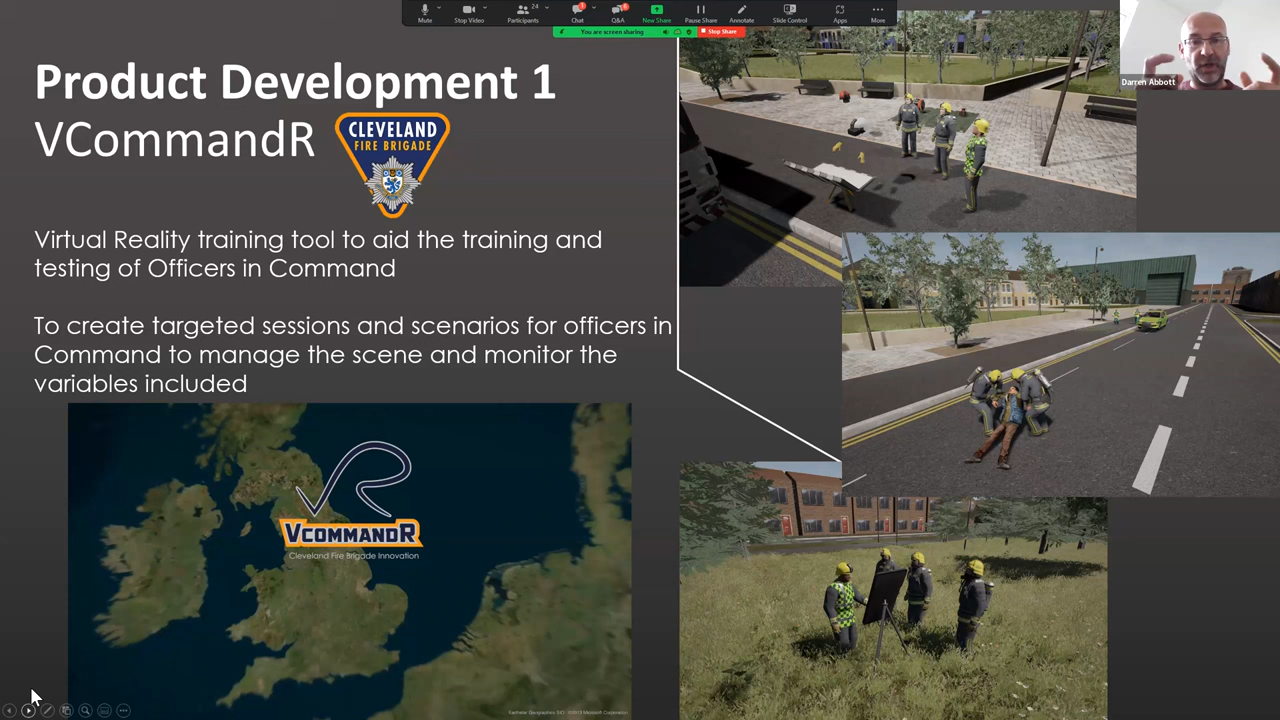 Mute
Stop Video
Participants
24
Chat
1
Q&A
6
New Share
Pause Share
Annotate
Slide Control
Apps
More
You are screen sharing
Stop Share
Darren Abbott
Product Development 1
VCommandR
CLEVELAND
FIRE BRIGADE
Virtual Reality training tool to aid the training and
testing of Officers in Command
To create targeted sessions and scenarios for officers in
Command to manage the scene and monitor the
variables included
VCOMMANDR
Cleveland Fire Brigade Innovation